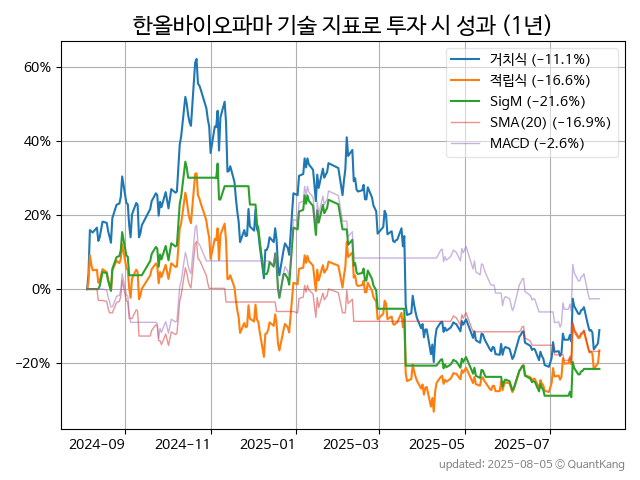 한올바이오파마 기술 지표로 투자 시 성과 (1년)
거치식 (−11.1%)
적립식 (−16.6%)
SigM (−21.6%)
SMA(20) (−16.9%)
MACD (−2.6%)
60%
40%
20%
0%
−20%
2024-09 2024-11 2025-01 2025-03 2025-05 2025-07
updated: 2025-08-05 © QuantKang